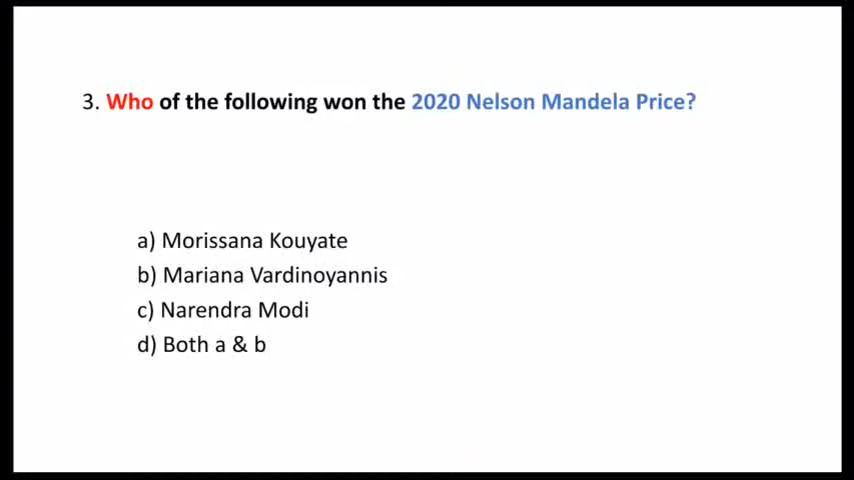 3. Who of the following won the 2020 Nelson Mandela Price?
a) Morissana Kouyate
b) Mariana Vardinoyannis
c) Narendra Modi
d) Both a & b